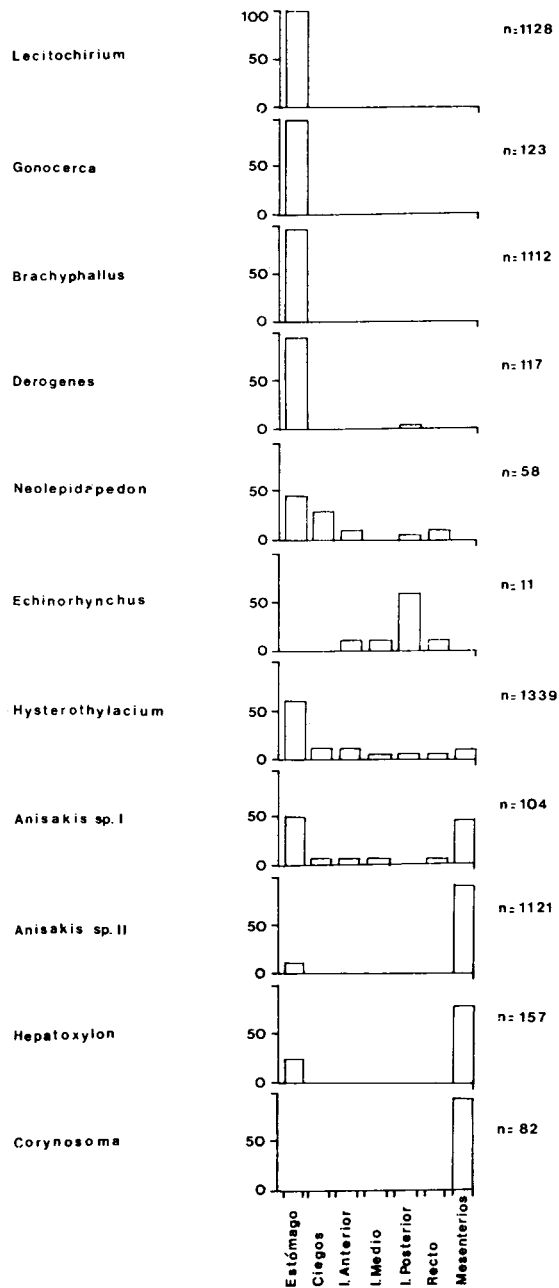 Lecitochirium
100
50
0
n=1128
Gonocerca
50
0
n=123
Brachyphallus
50
0
n=1112
Derogenes
50
0
n=117
Neolepidapedon
50
0
n=58
Echinorhynchus
50
0
n=11
Hysterothylacium
50
0
n=1339
Anisakis sp. I
50
0
n=104
Anisakis sp. II
50
0
n=1121
Hepatoxylon
50
0
n=157
Corynosoma
50
0
n=82
Estómago
Ciegos
I. Anterior
I. Medio
I. Posterior
Recto
Mesenterios